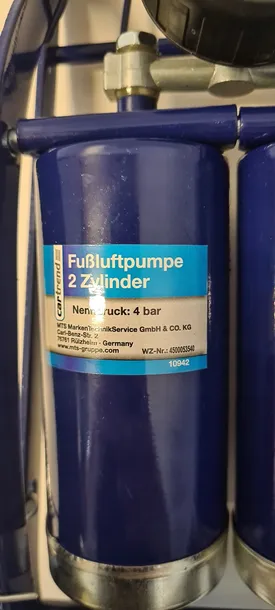 cartrend
Fußluftpumpe
2 Zylinder
Nenndruck: 4 bar
MTS MarkenTechnikService GmbH & CO. KG
Carl-Benz-Str. 2
76761 Rülzheim - Germany
www.mts-gruppe.com WZ-Nr.: 4500053540
10942